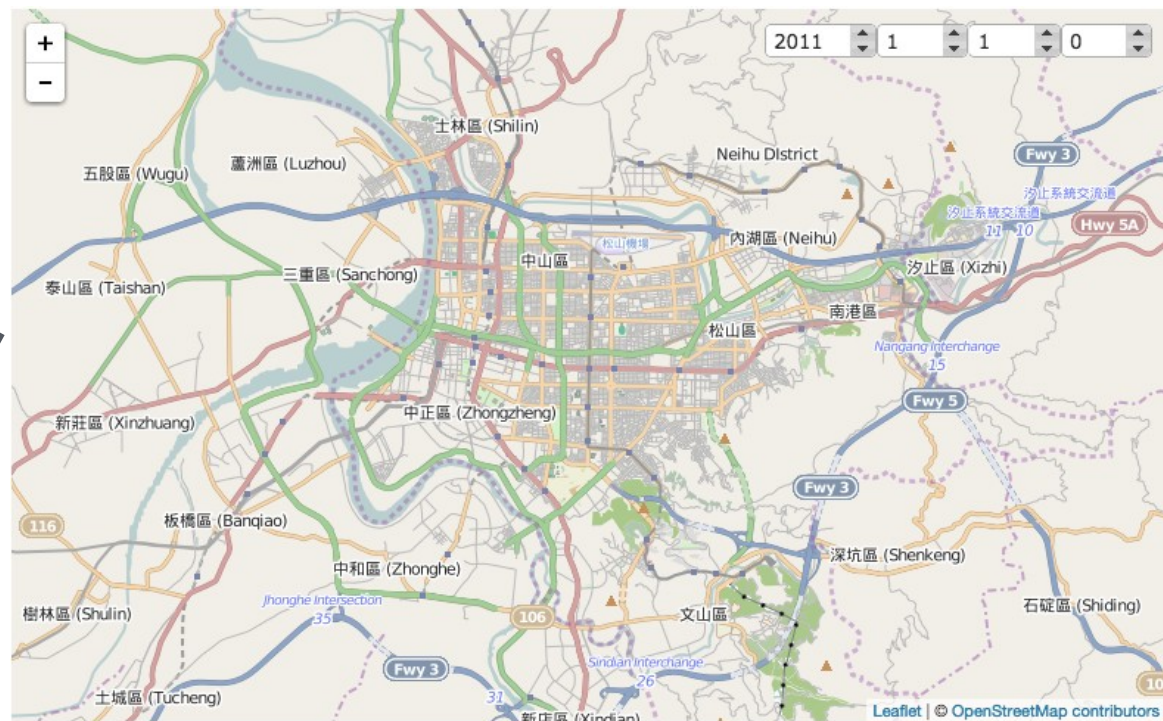 +
−
2011 1 1 0
士林區 (Shilin)
蘆洲區 (Luzhou)
五股區 (Wugu)
Neihu DIstrict
Fwy 3
汐止系統交流道
汐止系統交流道
11 10
Hwy 5A
松山機場
內湖區 (Neihu)
中山區
汐止區 (Xizhi)
三重區 (Sanchong)
泰山區 (Taishan)
南港區
松山區
Nangang Interchange
15
Fwy 5
中正區 (Zhongzheng)
新莊區 (Xinzhuang)
Fwy 3
116
板橋區 (Banqiao)
深坑區 (Shenkeng)
中和區 (Zhonghe)
Jhonghe Intersection
35
樹林區 (Shulin)
106
文山區
石碇區 (Shiding)
Sindian Interchange
26
Fwy 3
土城區 (Tucheng)
31
新店區 (Xindian)
10
Leaflet | © OpenStreetMap contributors